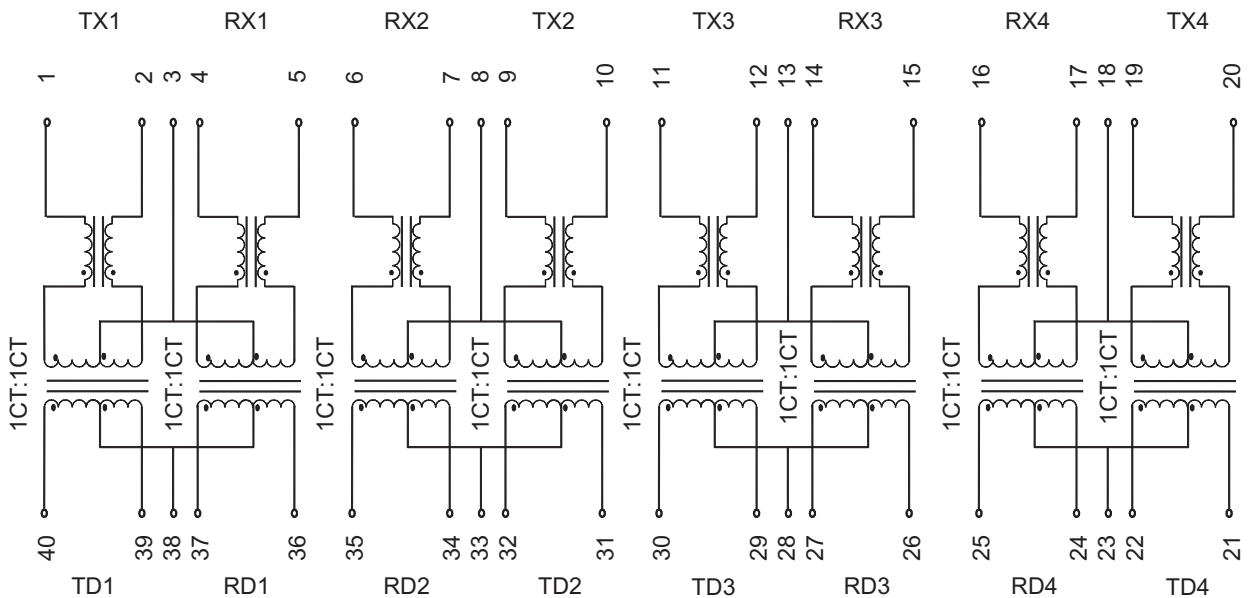 TX1 RX1 RX2 TX2 TX3 RX3 RX4 TX4
1 2 3 4 5 6 7 8 9 10 11 12 13 14 15 16 17 18 19 20
1CT:1CT 1CT:1CT 1CT:1CT 1CT:1CT 1CT:1CT 1CT:1CT 1CT:1CT 1CT:1CT
40 39 38 37 36 35 34 33 32 31 30 29 28 27 26 25 24 23 22 21
TD1 RD1 RD2 TD2 TD3 RD3 RD4 TD4